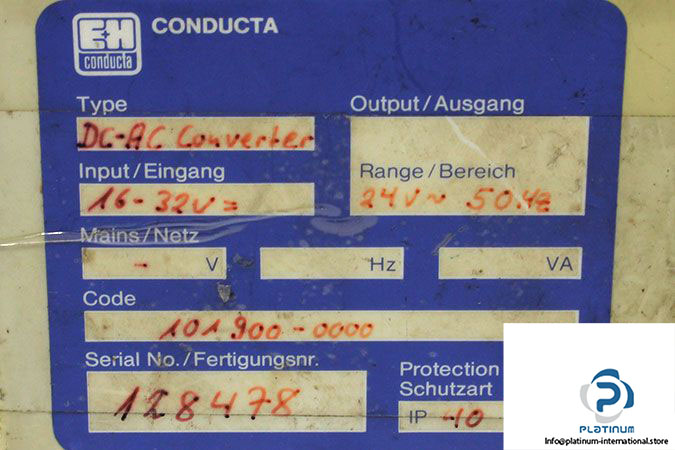 E+H
conducta
CONDUCTA
Type
DC-AC Converter
Output / Ausgang
Input / Eingang
16 - 32V =
Range / Bereich
24V ~ 50Hz
Mains / Netz
- V Hz VA
Code
101900-0000
Serial No. / Fertigungsnr.
128478
Protection
Schutzart
IP 40
PLATINUM
Info@platinum-international.store